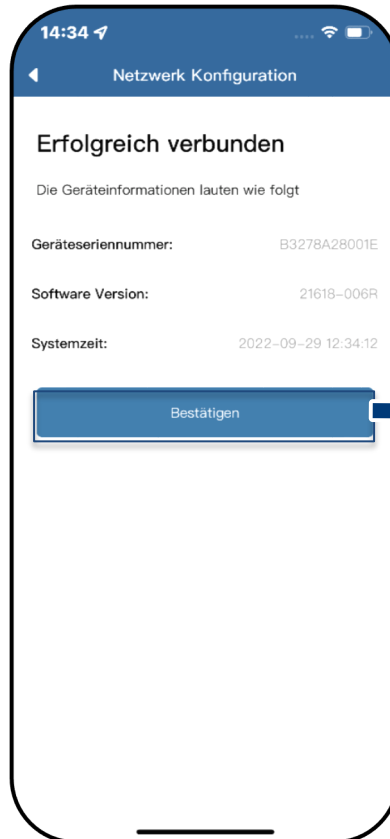 14:34
Netzwerk Konfiguration
Erfolgreich verbunden
Die Geräteinformationen lauten wie folgt
Geräteseriennummer: B3278A28001E
Software Version: 21618-006R
Systemzeit: 2022-09-29 12:34:12
Bestätigen